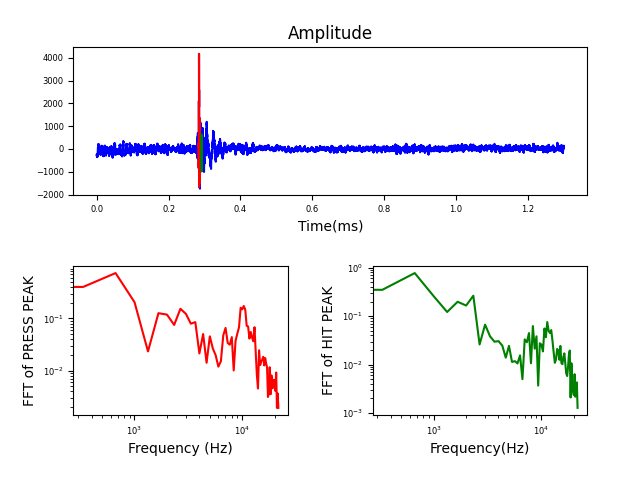 Amplitude
4000
3000
2000
1000
0
−1000
−2000
0.0 0.2 0.4 0.6 0.8 1.0 1.2
Time(ms)
FFT of PRESS PEAK
10⁻¹
10⁻²
10³ 10⁴
Frequency (Hz)
FFT of HIT PEAK
10⁰
10⁻¹
10⁻²
10⁻³
10³ 10⁴
Frequency(Hz)